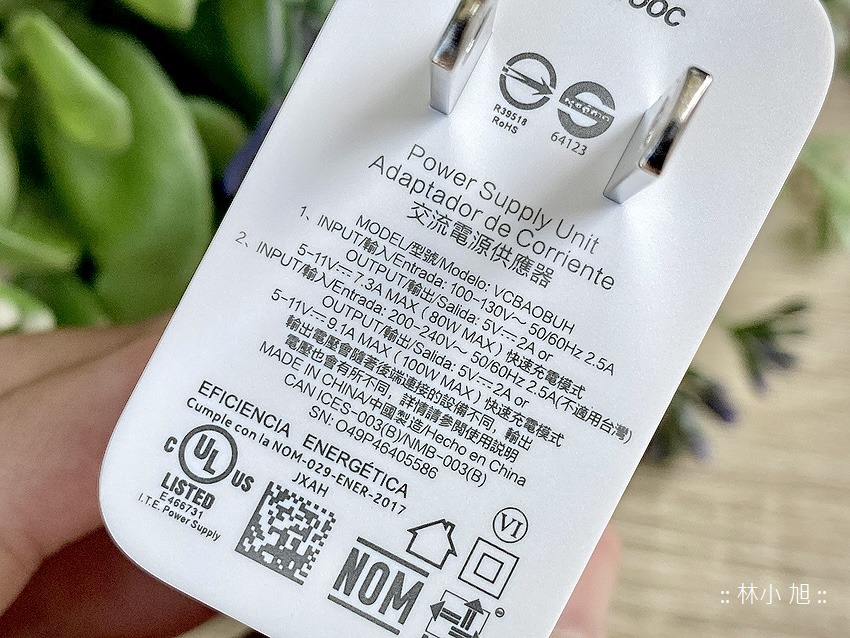 OOC
R39518
RoHS
64123
Power Supply Unit
Adaptador de Corriente
交流電源供應器
MODEL/型號/Modelo: VCBAOBUH
1、INPUT/輸入/Entrada: 100-130V~ 50/60Hz 2.5A
OUTPUT/輸出/Salida: 5V⎓2A or
5-11V⎓7.3A MAX ( 80W MAX ) 快速充電模式
2、INPUT/輸入/Entrada: 200-240V~ 50/60Hz 2.5A(不適用台灣)
OUTPUT/輸出/Salida: 5V⎓2A or
5-11V⎓9.1A MAX ( 100W MAX ) 快速充電模式
輸出電壓會隨著後端連接的設備不同，輸出
電壓也會有所不同，詳情請參閱使用説明
MADE IN CHINA/中國製造/Hecho en China
CAN ICES-003(B)/NMB-003(B)
SN: O49P46405586
EFICIENCIA ENERGÉTICA
Cumple con la NOM-029-ENER-2017
JXAH
C UL US
LISTED
E466731
I.T.E. Power Supply
VI
NOM
:: 林小旭 ::